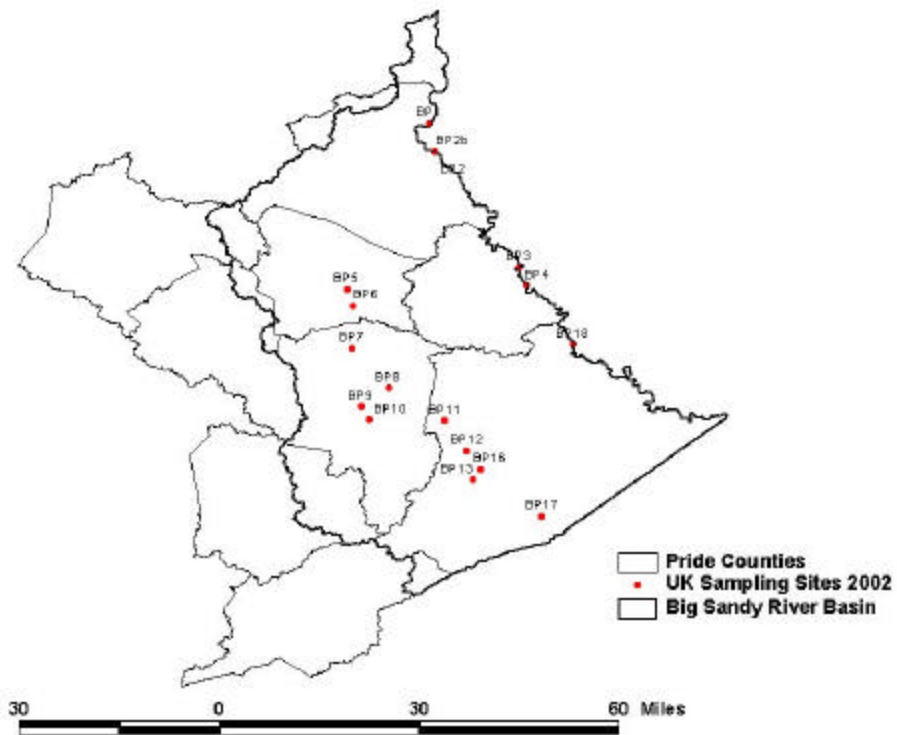 BP
BP2b
BP2
BP3
BP4
BP5
BP6
BP18
BP7
BP8
BP9
BP10
BP11
BP12
BP16
BP13
BP17
Pride Counties
UK Sampling Sites 2002
Big Sandy River Basin
30 0 30 60 Miles